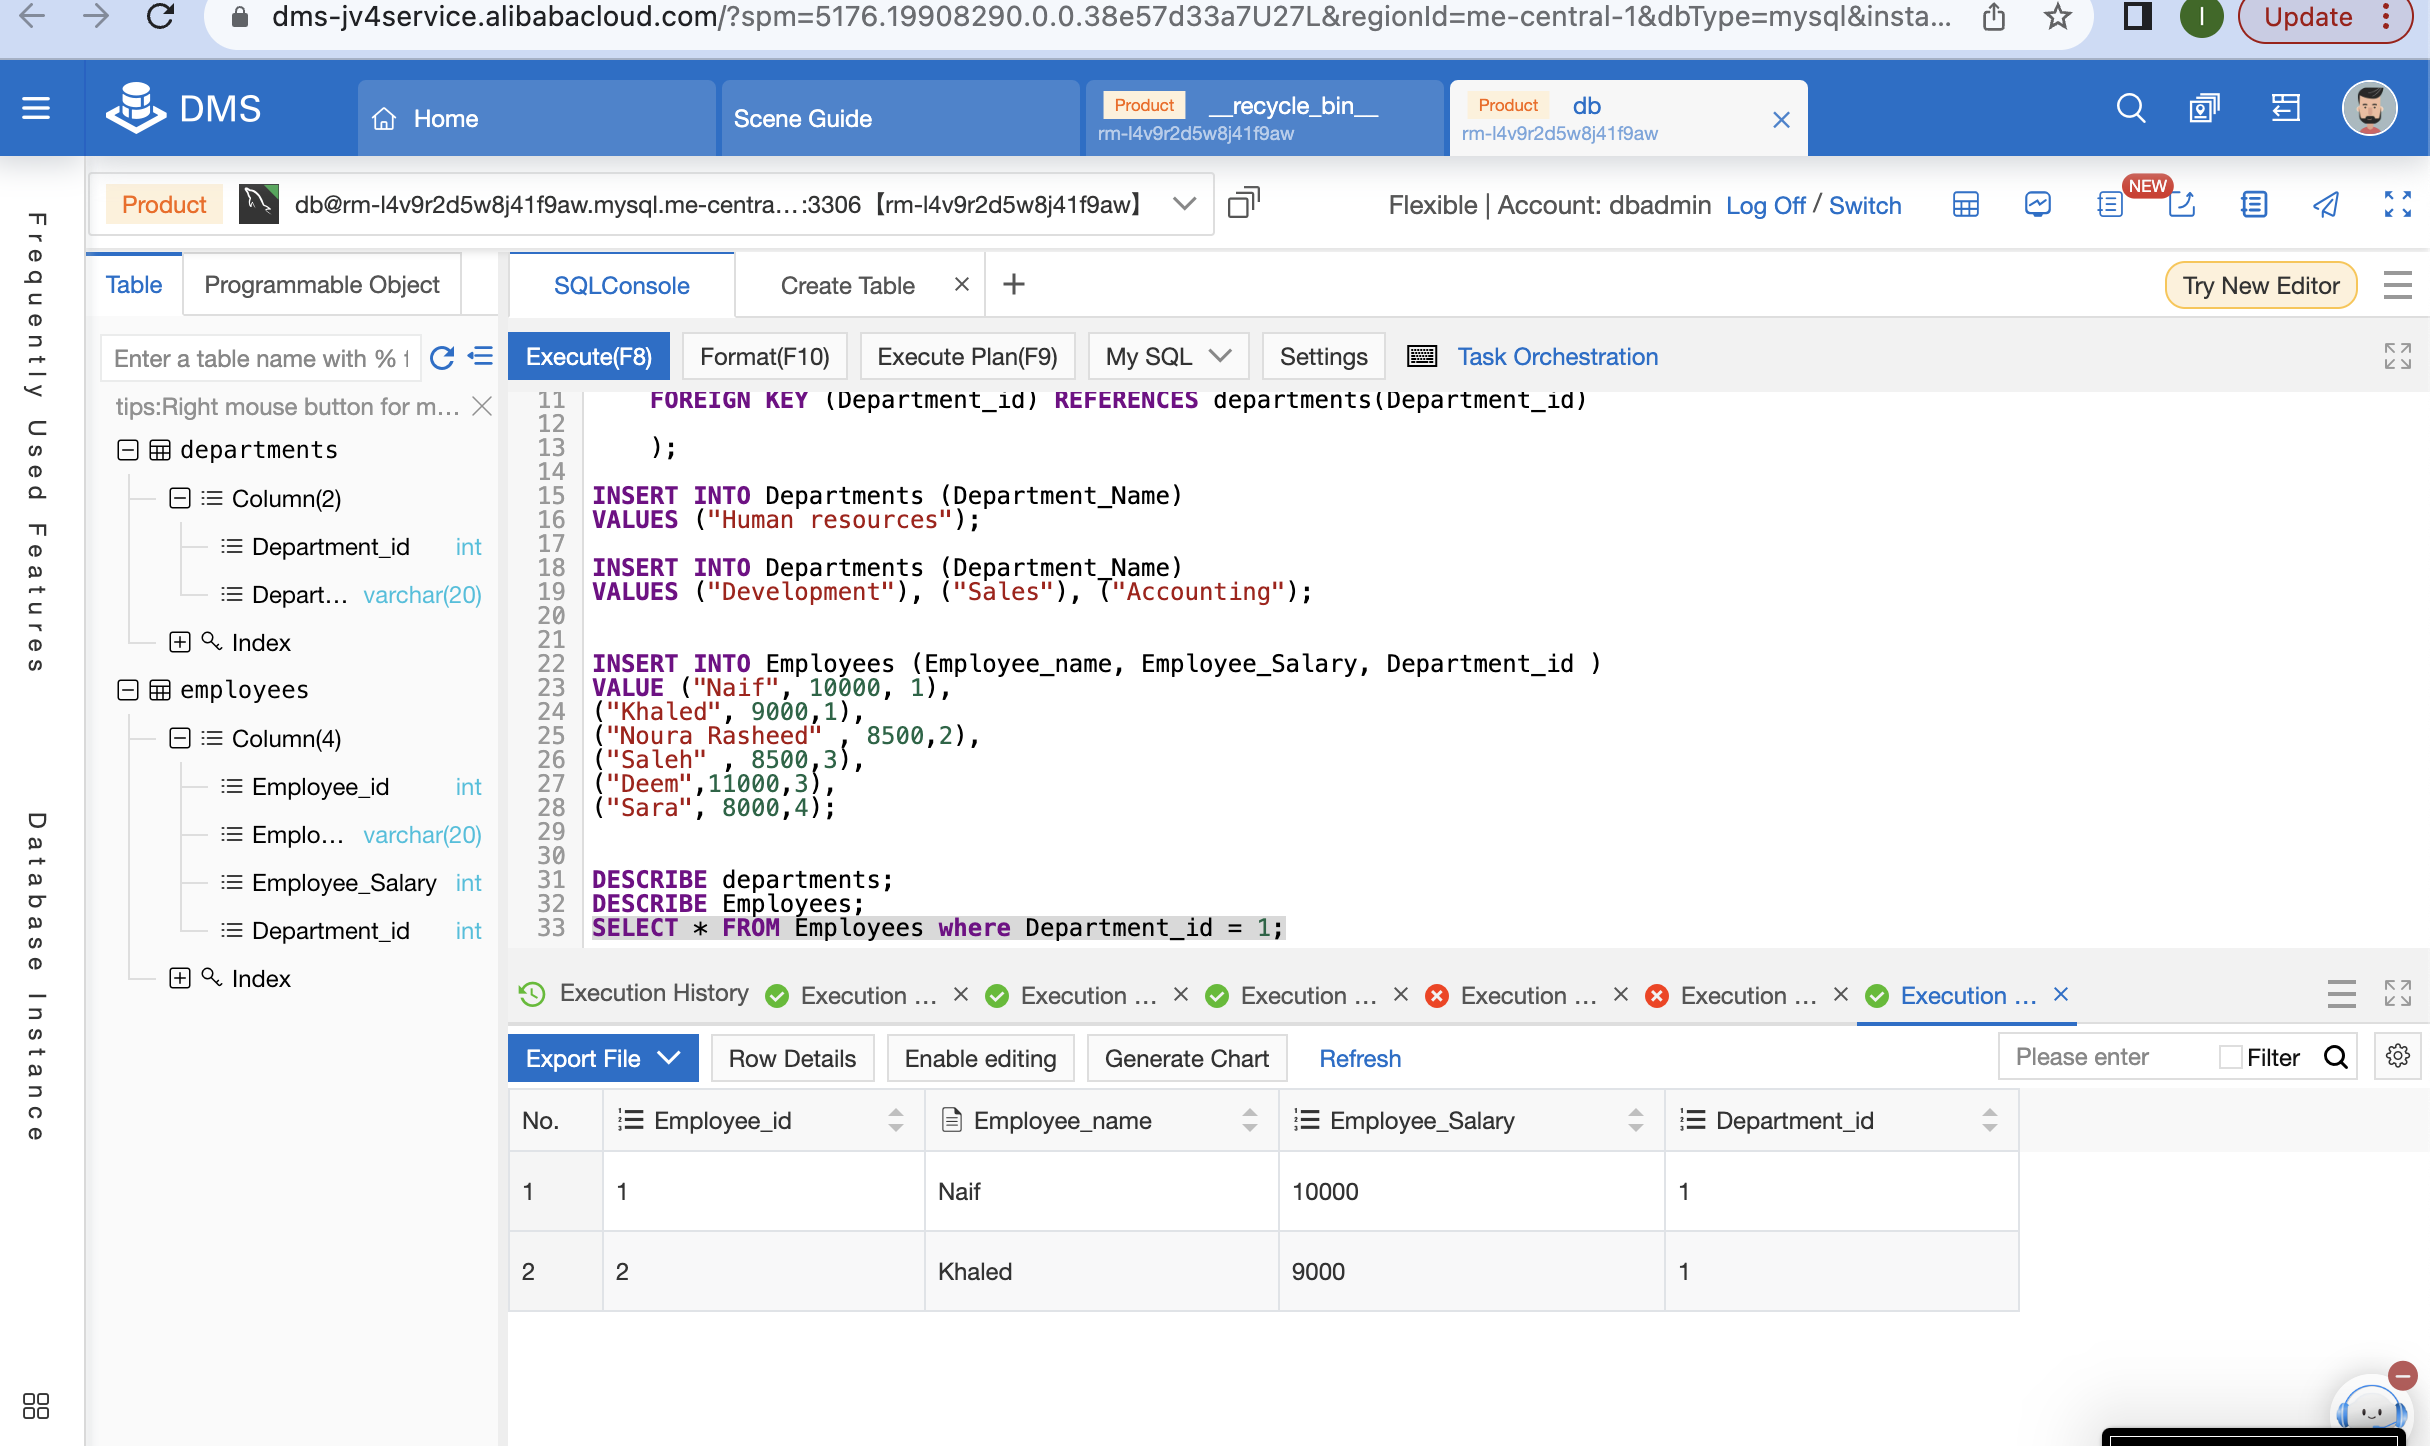 dms-jv4service.alibabacloud.com/?spm=5176.19908290.0.0.38e57d33a7U27L&regionId=me-central-1&dbType=mysql&insta...
I
Update
DMS
Home
Scene Guide
Product __recycle_bin__
rm-l4v9r2d5w8j41f9aw
Product db
rm-l4v9r2d5w8j41f9aw
Product
db@rm-l4v9r2d5w8j41f9aw.mysql.me-centra...:3306【rm-l4v9r2d5w8j41f9aw】
Flexible | Account: dbadmin Log Off / Switch
NEW
Frequently Used Features
Database Instance
Table
Programmable Object
Enter a table name with % f
tips:Right mouse button for m...
departments
Column(2)
Department_id int
Depart... varchar(20)
Index
employees
Column(4)
Employee_id int
Emplo... varchar(20)
Employee_Salary int
Department_id int
Index
SQLConsole
Create Table
Try New Editor
Execute(F8)
Format(F10)
Execute Plan(F9)
My SQL
Settings
Task Orchestration
11 FOREIGN KEY (Department_id) REFERENCES departments(Department_id)
12
13 );
14
15 INSERT INTO Departments (Department_Name)
16 VALUES ("Human resources");
17
18 INSERT INTO Departments (Department_Name)
19 VALUES ("Development"), ("Sales"), ("Accounting");
20
21
22 INSERT INTO Employees (Employee_name, Employee_Salary, Department_id )
23 VALUE ("Naif", 10000, 1),
24 ("Khaled", 9000,1),
25 ("Noura Rasheed" , 8500,2),
26 ("Saleh" , 8500,3),
27 ("Deem",11000,3),
28 ("Sara", 8000,4);
29
30
31 DESCRIBE departments;
32 DESCRIBE Employees;
33 SELECT * FROM Employees where Department_id = 1;
Execution History
Execution ...
Execution ...
Execution ...
Execution ...
Execution ...
Execution ...
Export File
Row Details
Enable editing
Generate Chart
Refresh
Please enter
Filter
No. Employee_id Employee_name Employee_Salary Department_id
1 1 Naif 10000 1
2 2 Khaled 9000 1